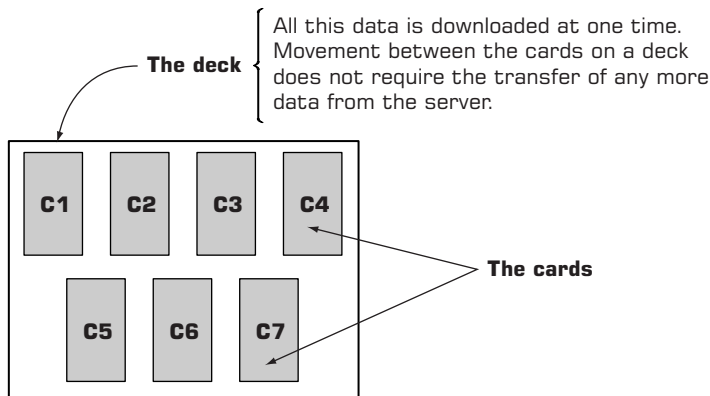 The deck
All this data is downloaded at one time.
Movement between the cards on a deck
does not require the transfer of any more
data from the server.
C1 C2 C3 C4
The cards
C5 C6 C7